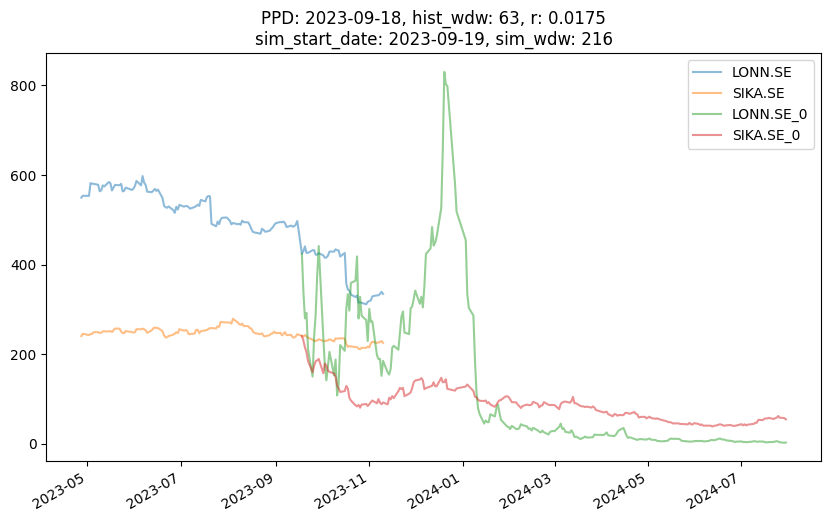 PPD: 2023-09-18, hist_wdw: 63, r: 0.0175
sim_start_date: 2023-09-19, sim_wdw: 216
LONN.SE
SIKA.SE
LONN.SE_0
SIKA.SE_0
800
600
400
200
0
2023-05
2023-07
2023-09
2023-11
2024-01
2024-03
2024-05
2024-07